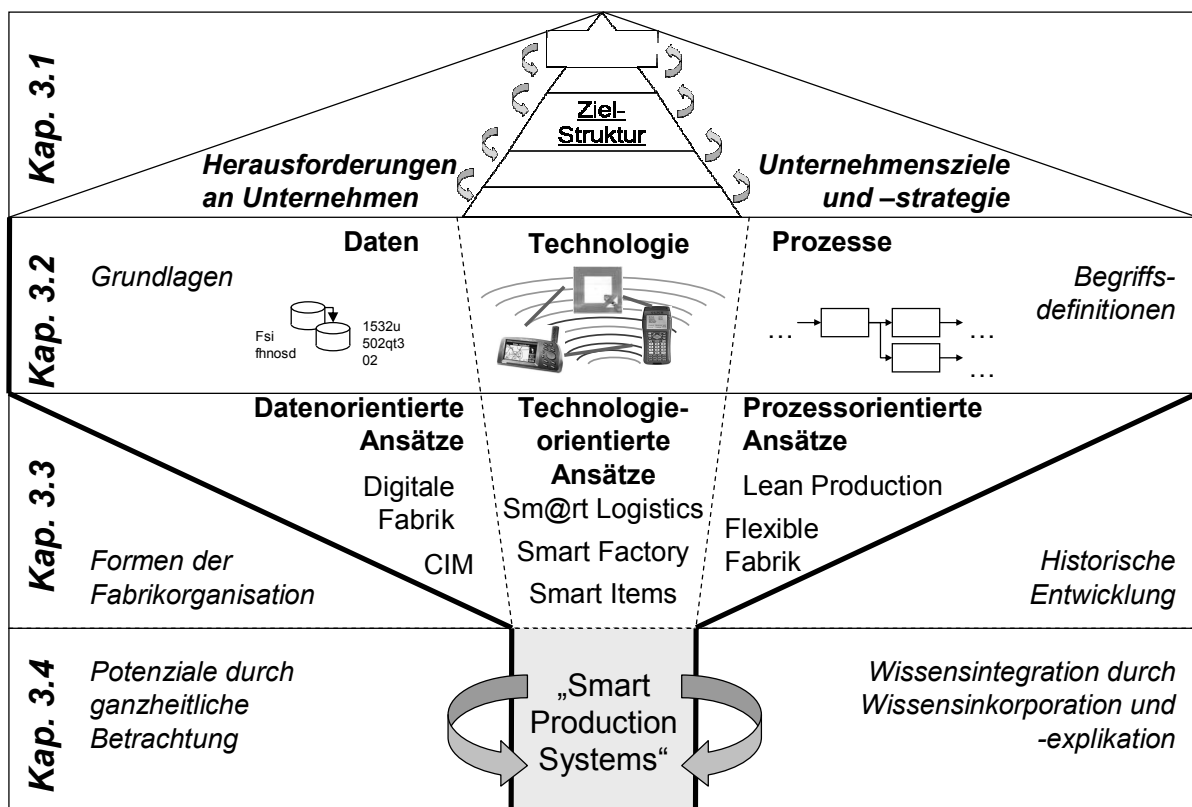 Kap. 3.1
Ziel-
Struktur
Herausforderungen
an Unternehmen
Unternehmensziele
und –strategie
Kap. 3.2
Grundlagen
Daten
Fsi
fhnosd
1532u
502qt3
02
Technologie
Prozesse
...
...
...
Begriffs-
definitionen
Kap. 3.3
Formen der
Fabrikorganisation
Datenorientierte
Ansätze
Digitale
Fabrik
CIM
Technologie-
orientierte
Ansätze
Sm@rt Logistics
Smart Factory
Smart Items
Prozessorientierte
Ansätze
Lean Production
Flexible
Fabrik
Historische
Entwicklung
Kap. 3.4
Potenziale durch
ganzheitliche
Betrachtung
„Smart
Production
Systems“
Wissensintegration durch
Wissensinkorporation und
-explikation